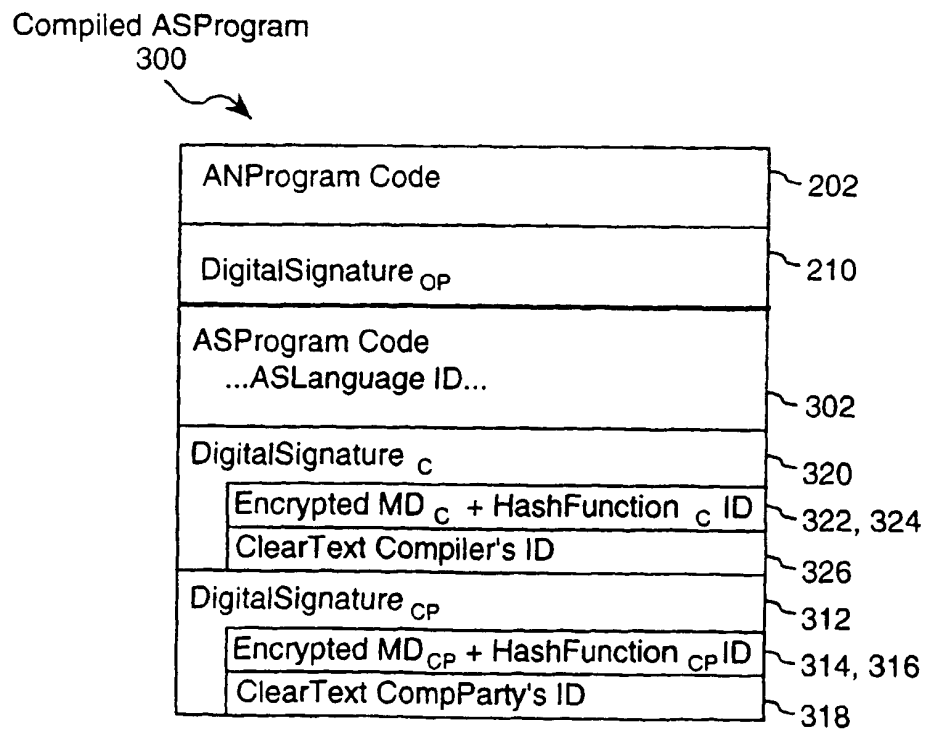 Compiled ASProgram
300
ANProgram Code
202
DigitalSignature OP
210
ASProgram Code
...ASLanguage ID...
302
DigitalSignature C
320
Encrypted MD C + HashFunction C ID
322, 324
ClearText Compiler's ID
326
DigitalSignature CP
312
Encrypted MD CP + HashFunction CP ID
314, 316
ClearText CompParty's ID
318